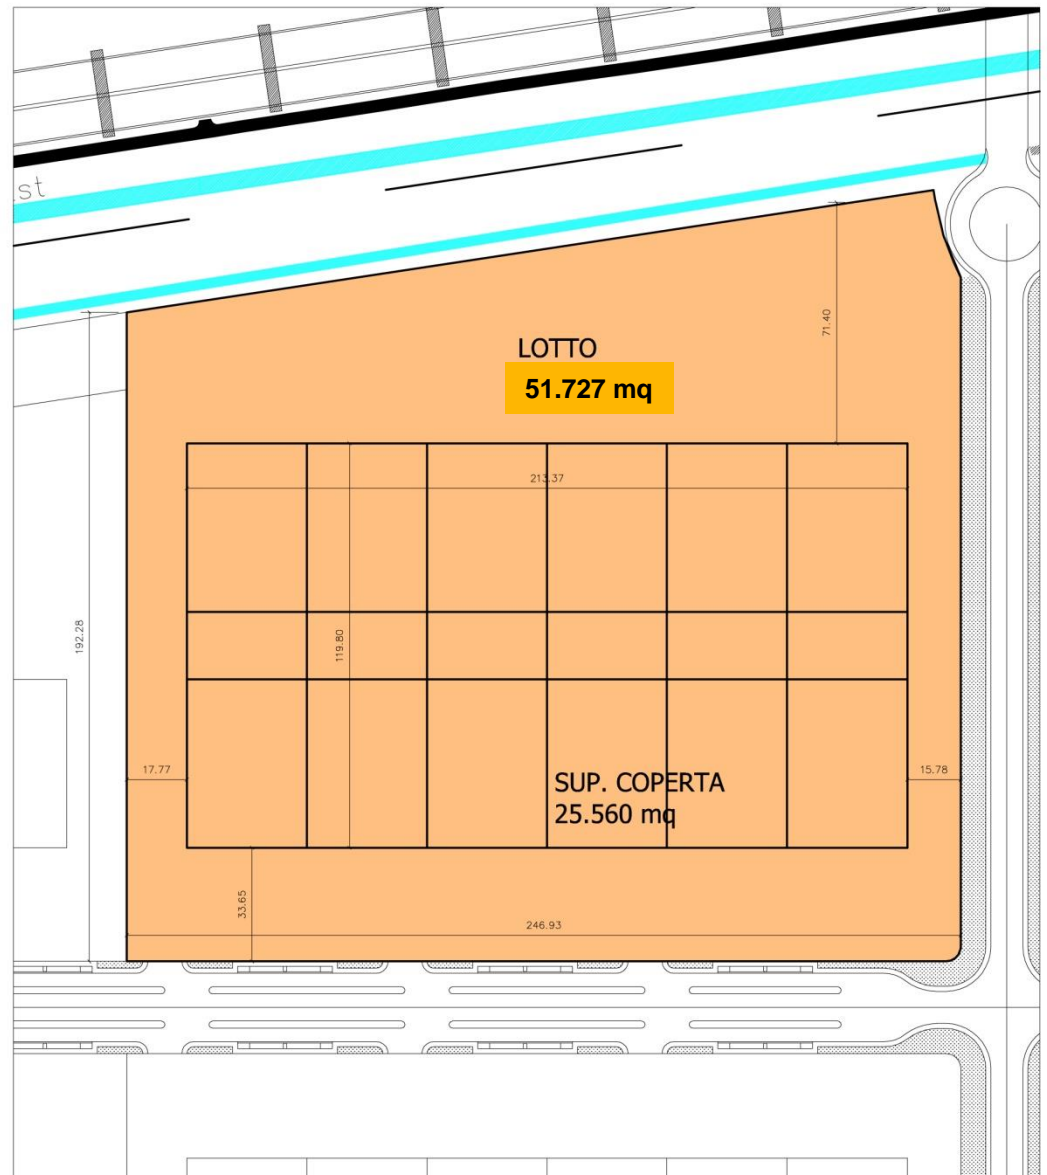 st
71.40
LOTTO
51.727 mq
213.37
192.28
119.80
17.77
15.78
SUP. COPERTA
25.560 mq
33.65
246.93